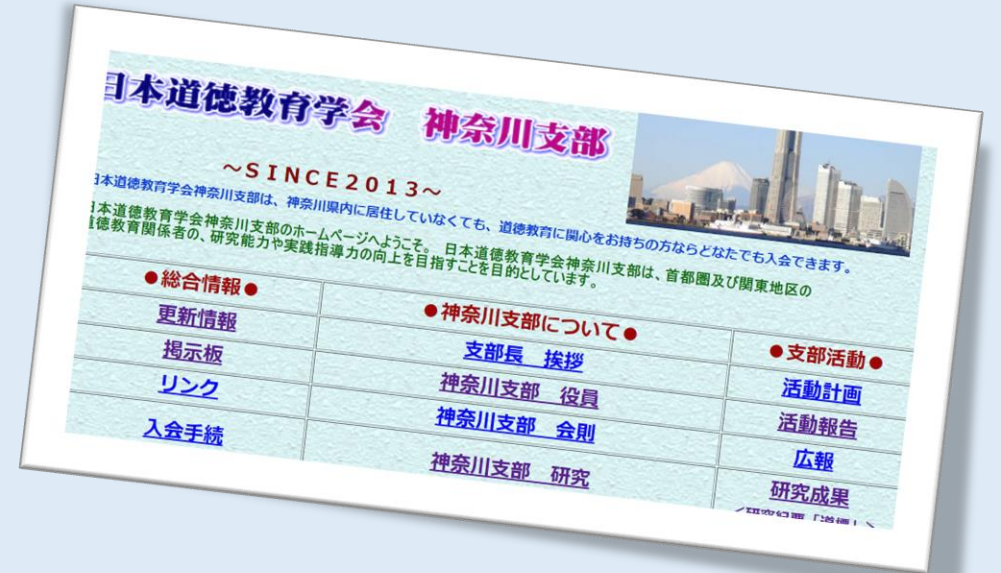 日本道徳教育学会 神奈川支部
～ＳＩＮＣＥ２０１３～
日本道徳教育学会神奈川支部は、神奈川県内に居住していなくても、道徳教育に関心をお持ちの方ならどなたでも入会できます。
日本道徳教育学会神奈川支部のホームページへようこそ。 日本道徳教育学会神奈川支部は、首都圏及び関東地区の
道徳教育関係者の、研究能力や実践指導力の向上を目指すことを目的としています。
●総合情報●
更新情報
掲示板
リンク
入会手続
●神奈川支部について●
支部長 挨拶
神奈川支部 役員
神奈川支部 会則
神奈川支部 研究
●支部活動●
活動計画
活動報告
広報
研究成果
＜研究紀要「道標」＞